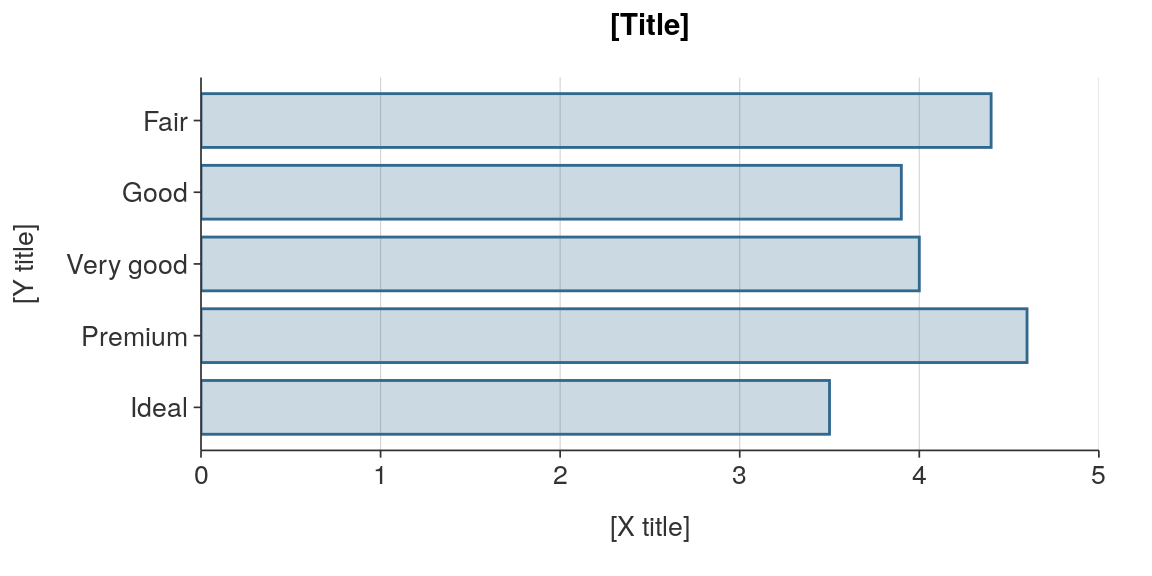 [Title]
Fair
Good
Very good
Premium
Ideal
[Y title]
0 1 2 3 4 5
[X title]